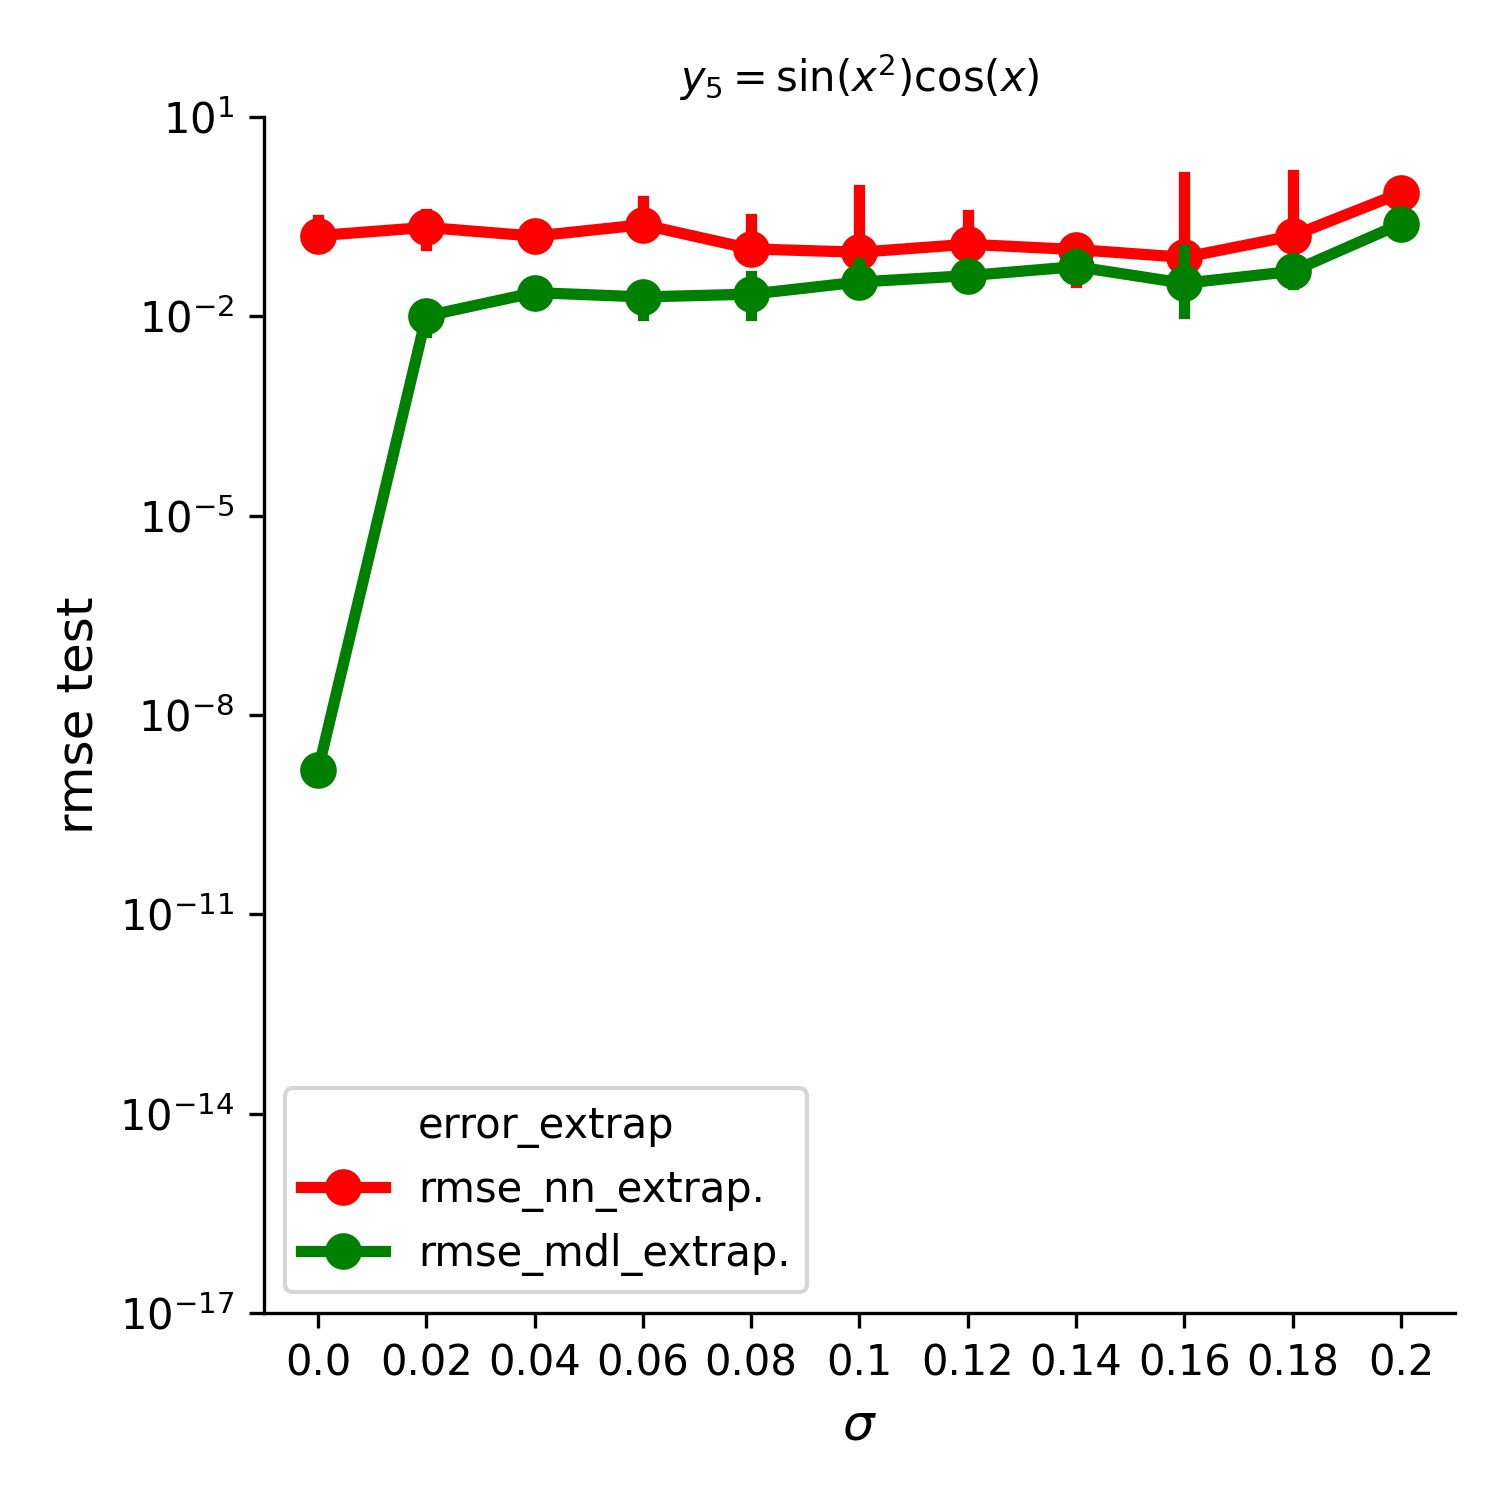 y₅ = sin(x²)cos(x)
10¹
10⁻²
10⁻⁵
10⁻⁸
10⁻¹¹
10⁻¹⁴
10⁻¹⁷
rmse test
error_extrap
rmse_nn_extrap.
rmse_mdl_extrap.
0.0 0.02 0.04 0.06 0.08 0.1 0.12 0.14 0.16 0.18 0.2
σ